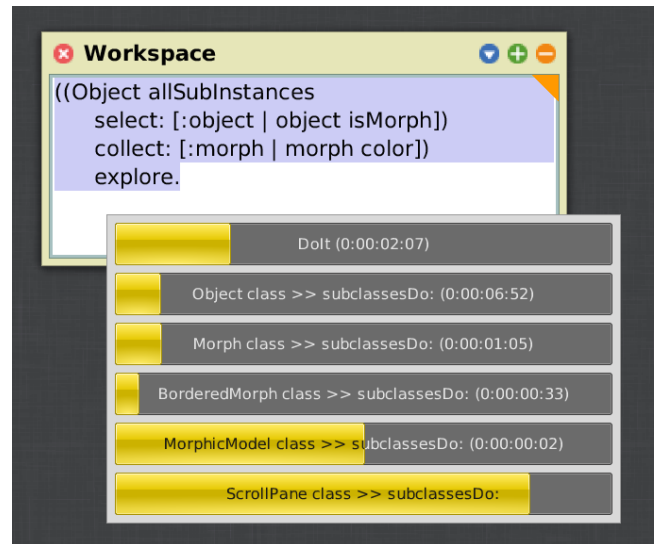 Workspace
((Object allSubInstances
select: [:object | object isMorph])
collect: [:morph | morph color])
explore.
DoIt (0:00:02:07)
Object class >> subclassesDo: (0:00:06:52)
Morph class >> subclassesDo: (0:00:01:05)
BorderedMorph class >> subclassesDo: (0:00:00:33)
MorphicModel class >> subclassesDo: (0:00:00:02)
ScrollPane class >> subclassesDo: